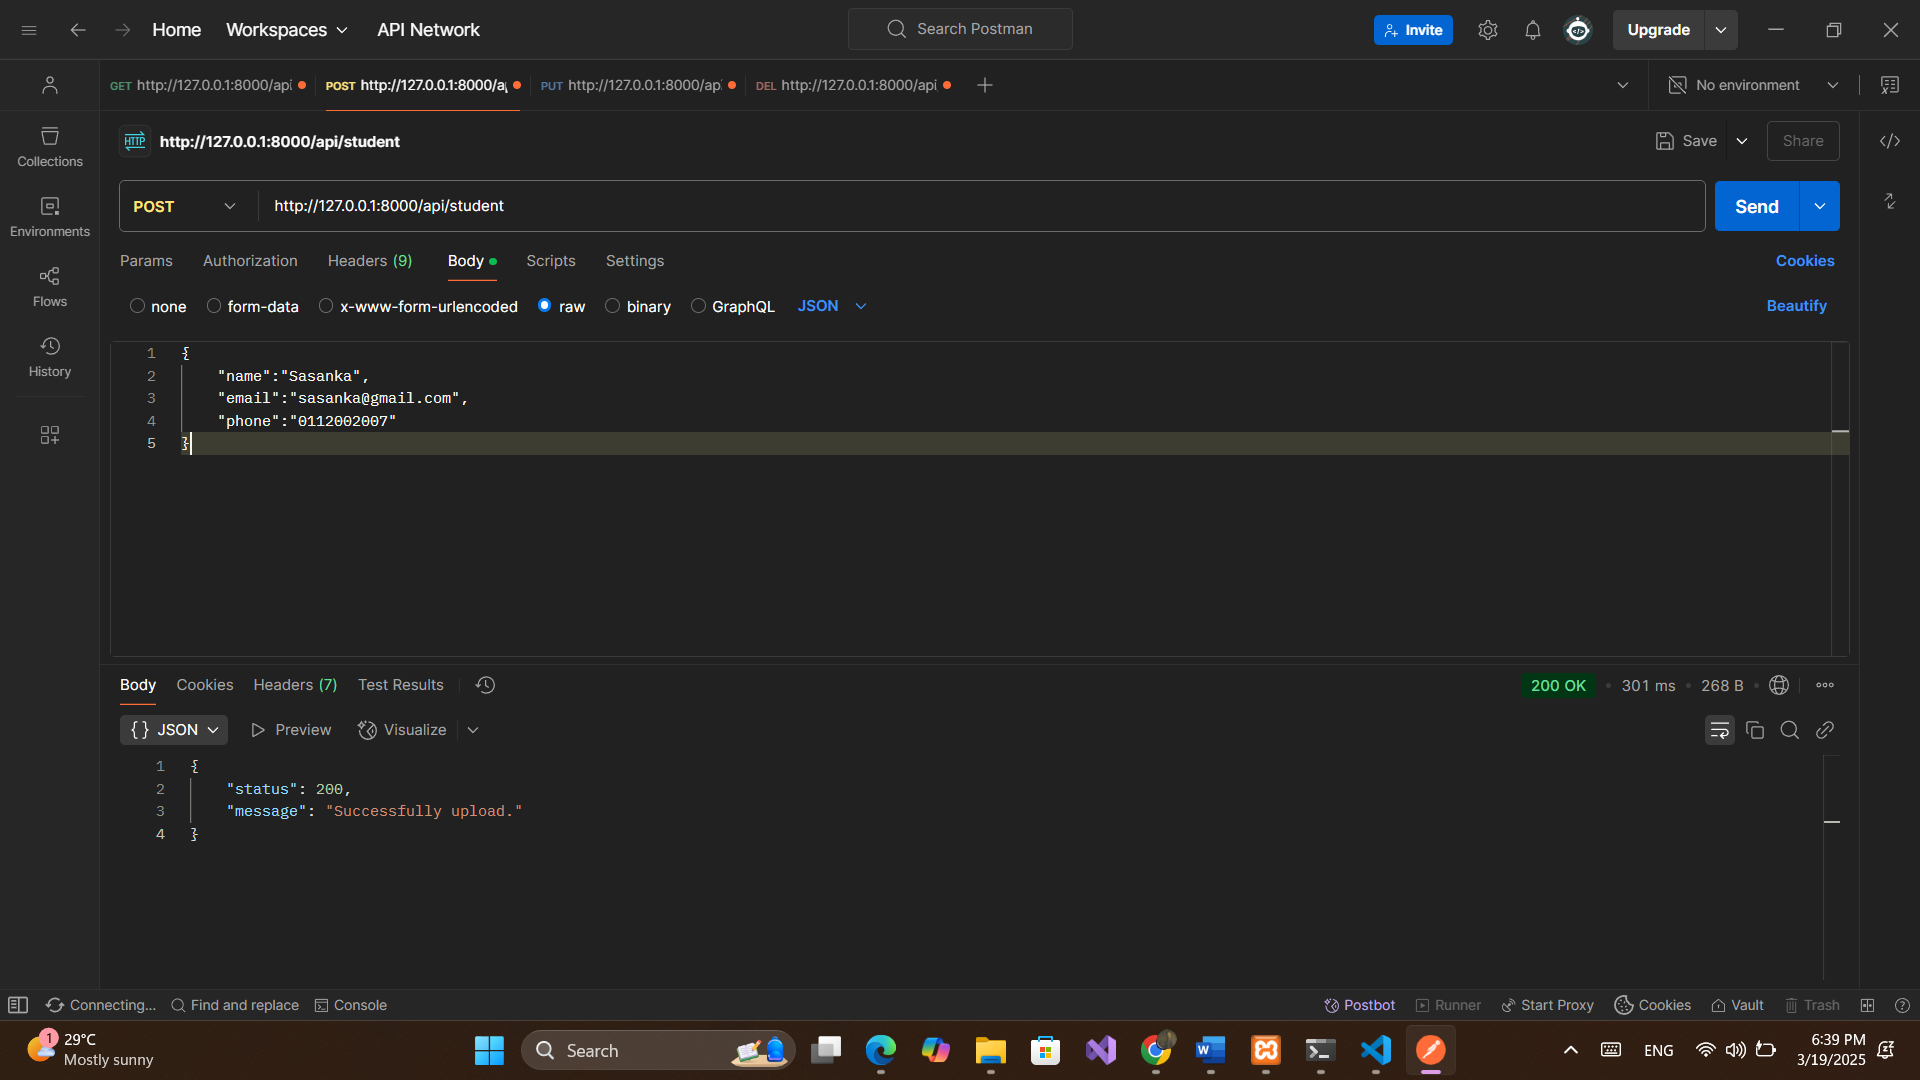 Home Workspaces API Network Search Postman Invite Upgrade
GET http://127.0.0.1:8000/api POST http://127.0.0.1:8000/a PUT http://127.0.0.1:8000/ap DEL http://127.0.0.1:8000/api No environment
HTTP http://127.0.0.1:8000/api/student Save Share
POST http://127.0.0.1:8000/api/student Send
Params Authorization Headers (9) Body Scripts Settings Cookies
none form-data x-www-form-urlencoded raw binary GraphQL JSON Beautify
Collections
Environments
Flows
History
1 {
2 "name":"Sasanka",
3 "email":"sasanka@gmail.com",
4 "phone":"0112002007"
5 }
Body Cookies Headers (7) Test Results 200 OK 301 ms 268 B
{} JSON Preview Visualize
1 {
2 "status": 200,
3 "message": "Successfully upload."
4 }
Connecting... Find and replace Console Postbot Runner Start Proxy Cookies Vault Trash
1 29°C
Mostly sunny
Search
ENG
6:39 PM
3/19/2025